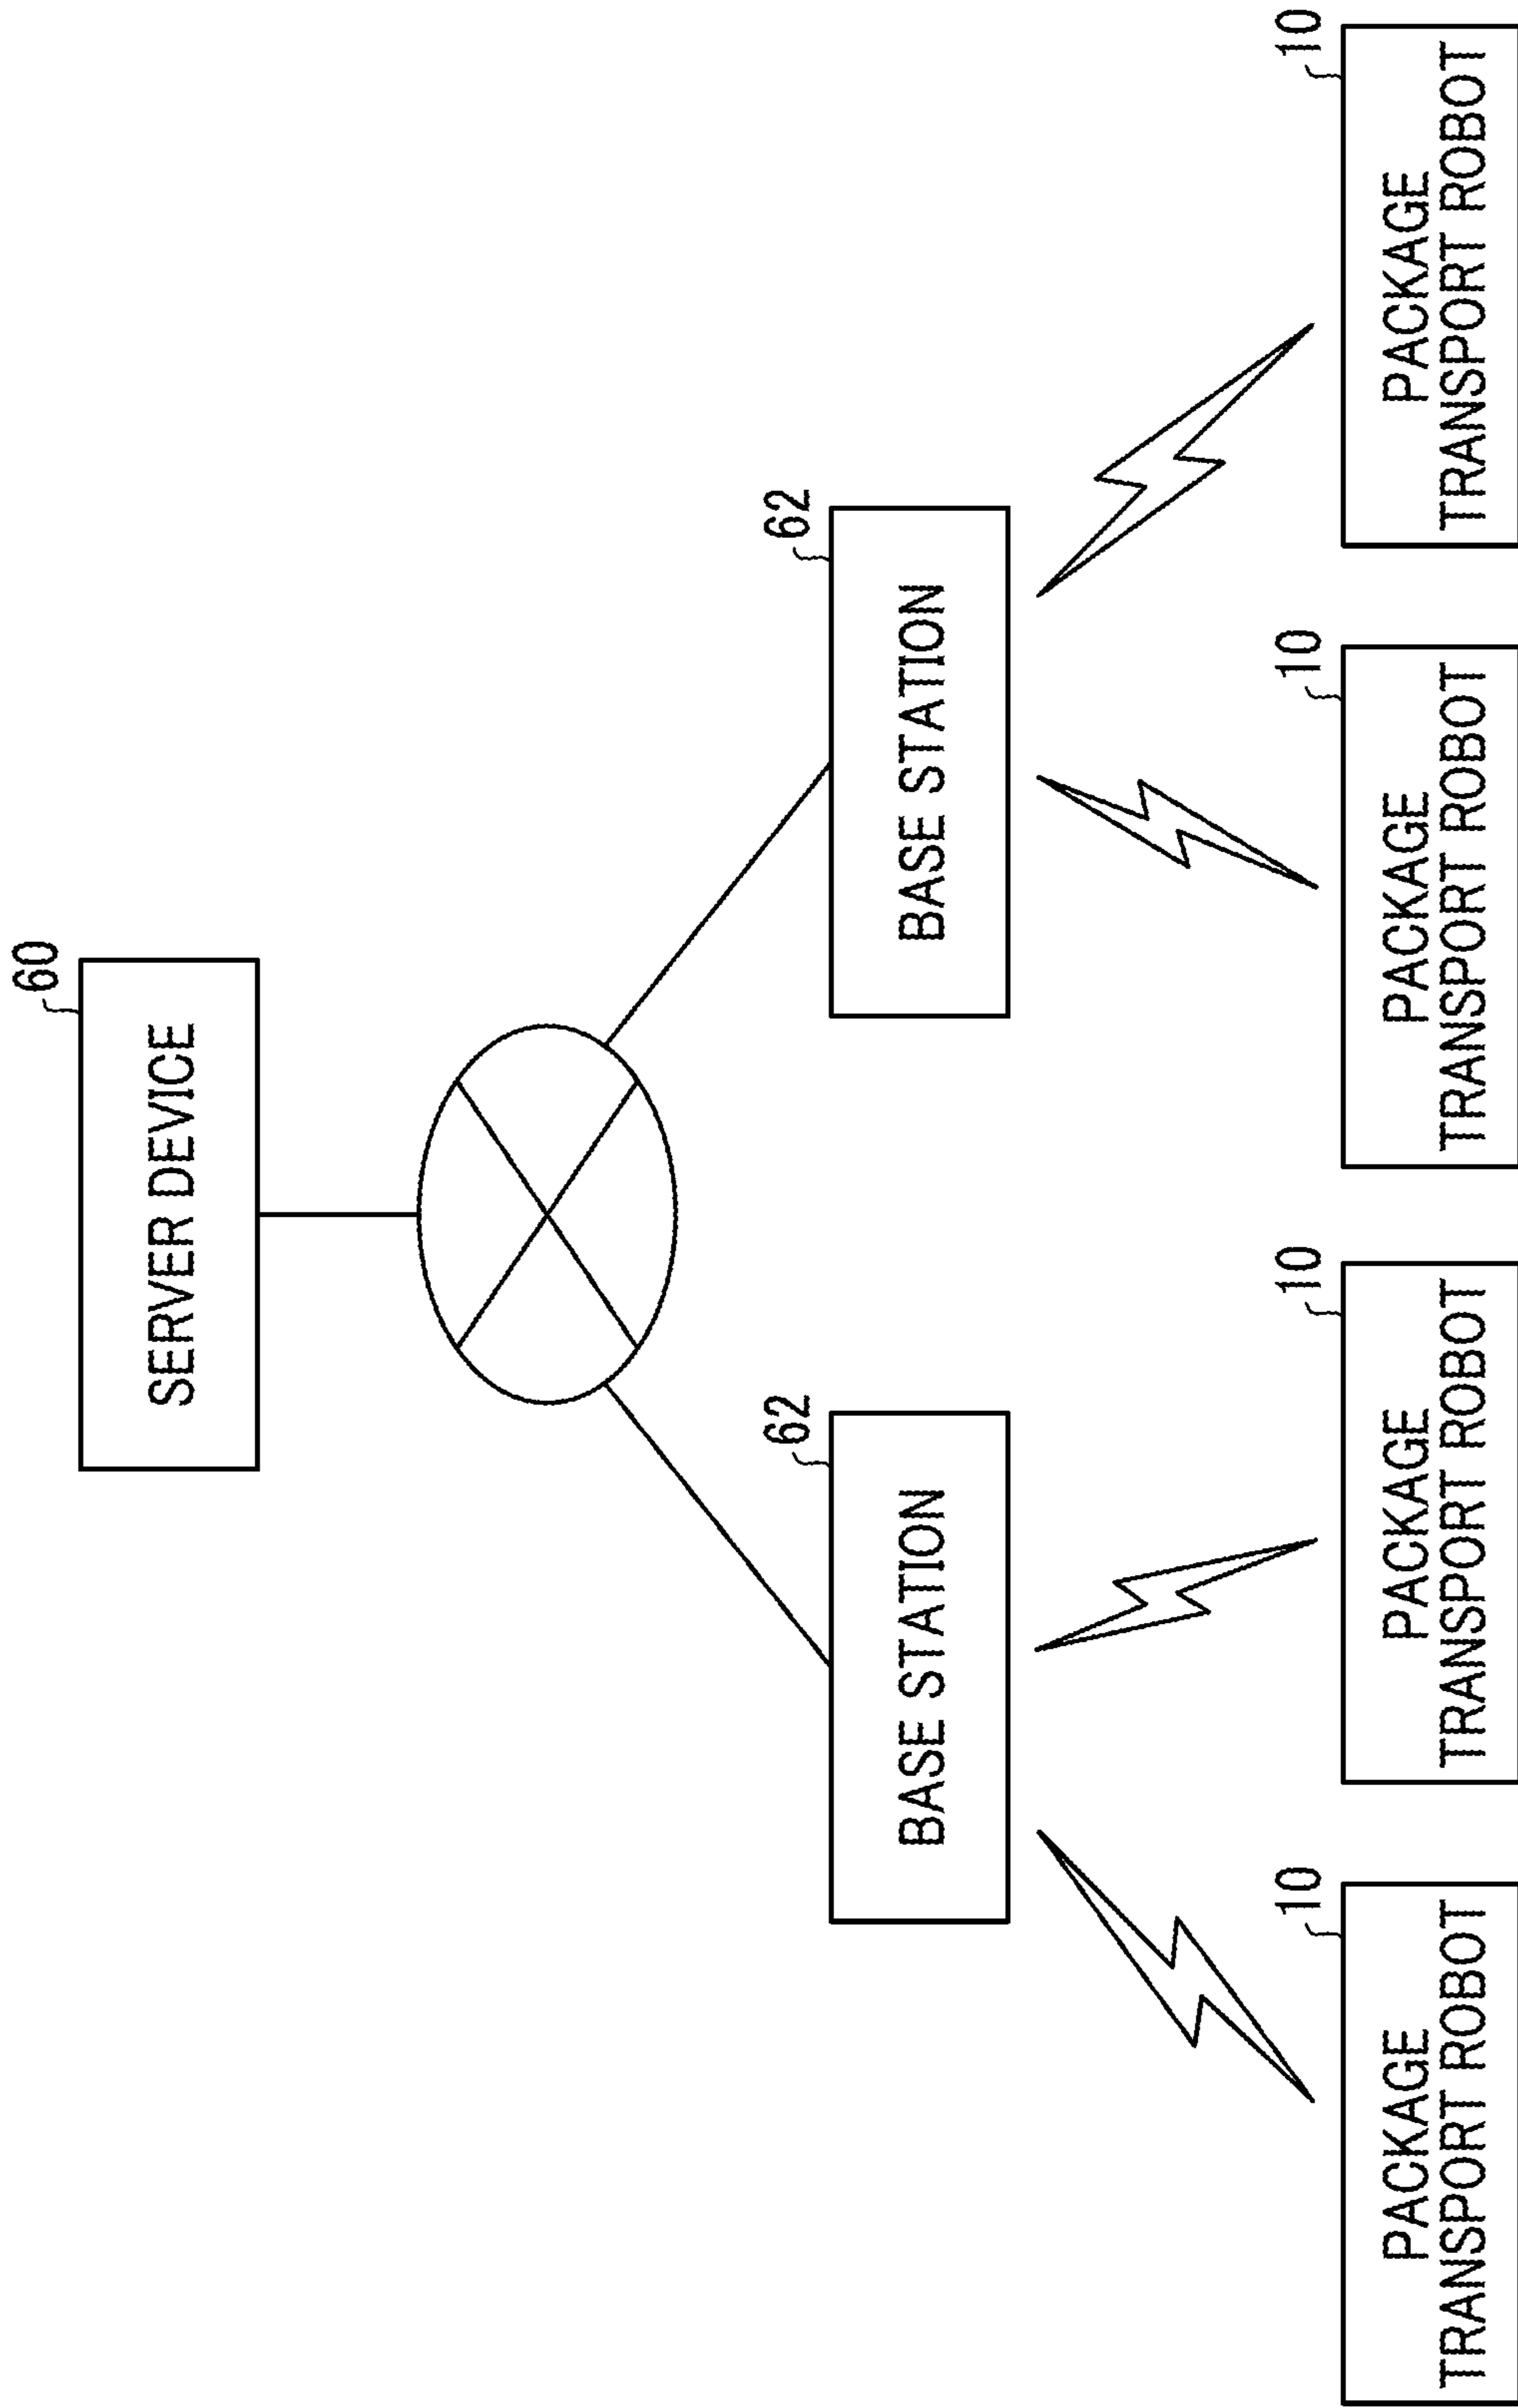 60
SERVER DEVICE
62
BASE STATION
62
BASE STATION
10
PACKAGE
TRANSPORT ROBOT
10
PACKAGE
TRANSPORT ROBOT
10
PACKAGE
TRANSPORT ROBOT
10
PACKAGE
TRANSPORT ROBOT